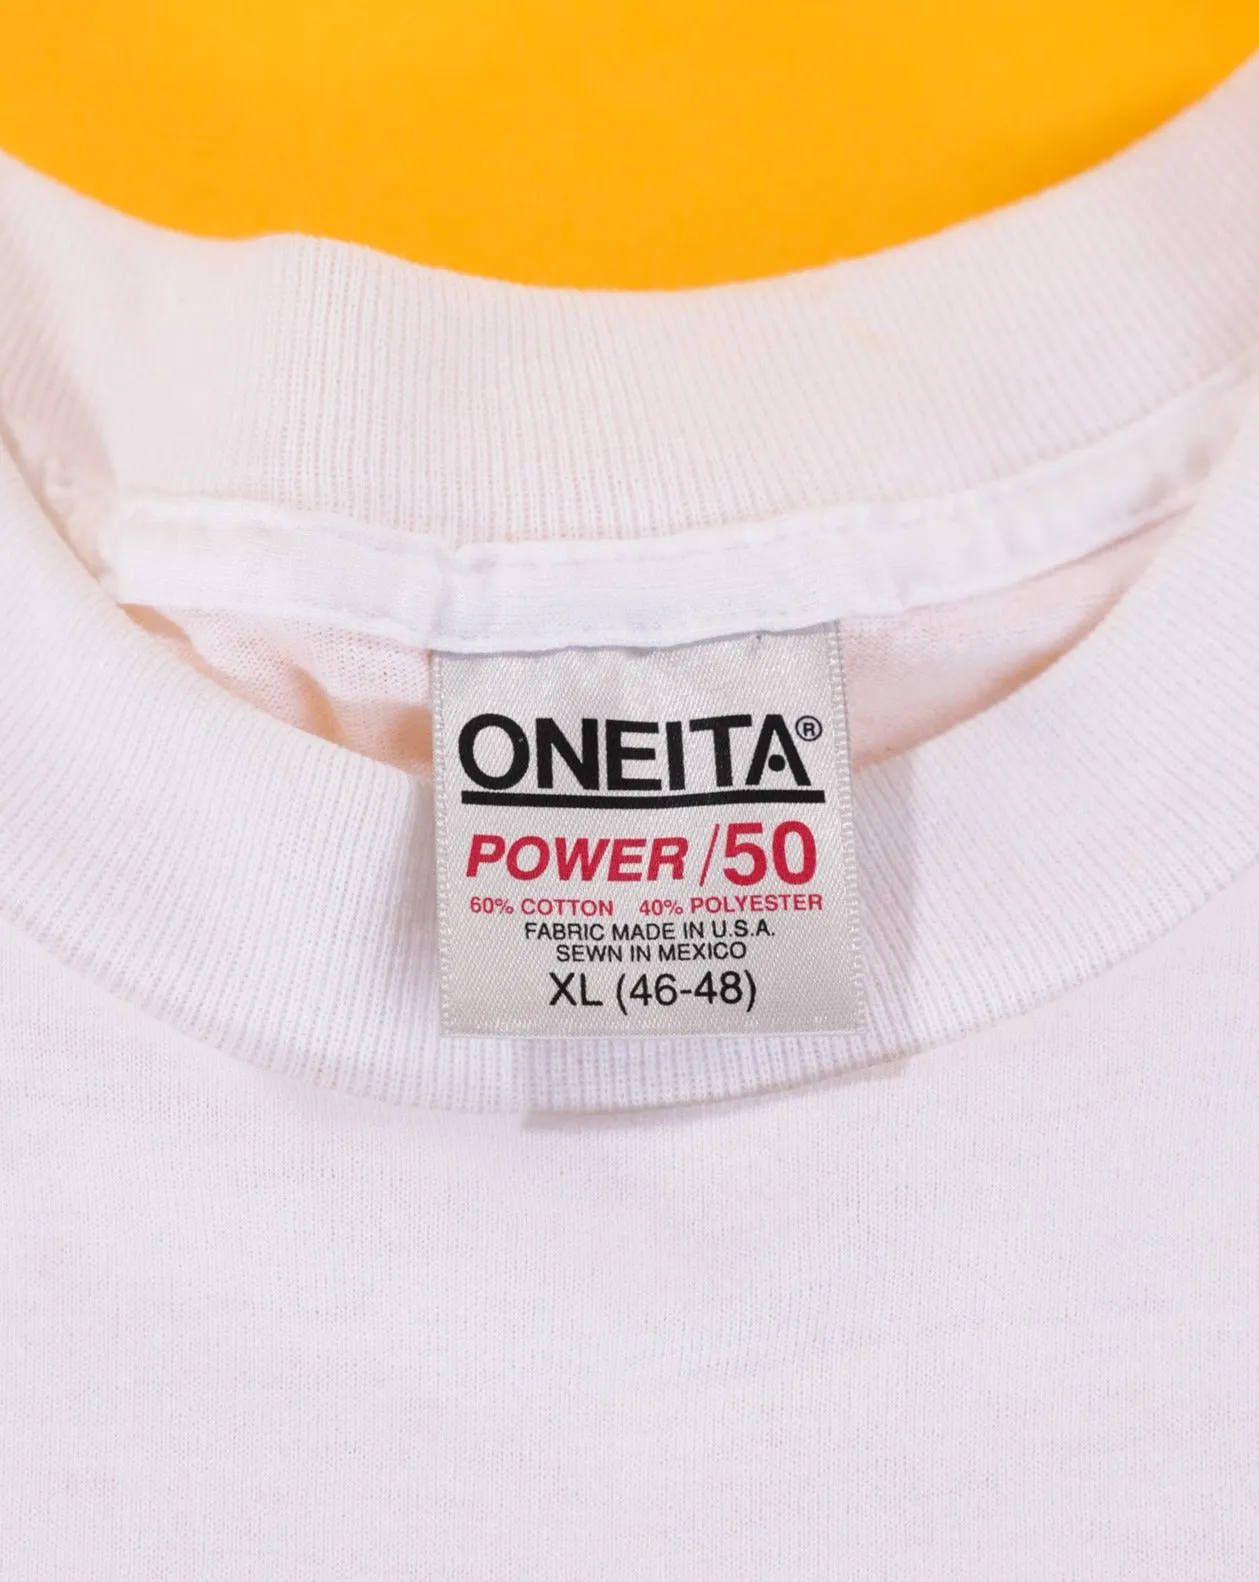 ONEITA®
POWER/50
60% COTTON 40% POLYESTER
FABRIC MADE IN U.S.A.
SEWN IN MEXICO
XL (46-48)